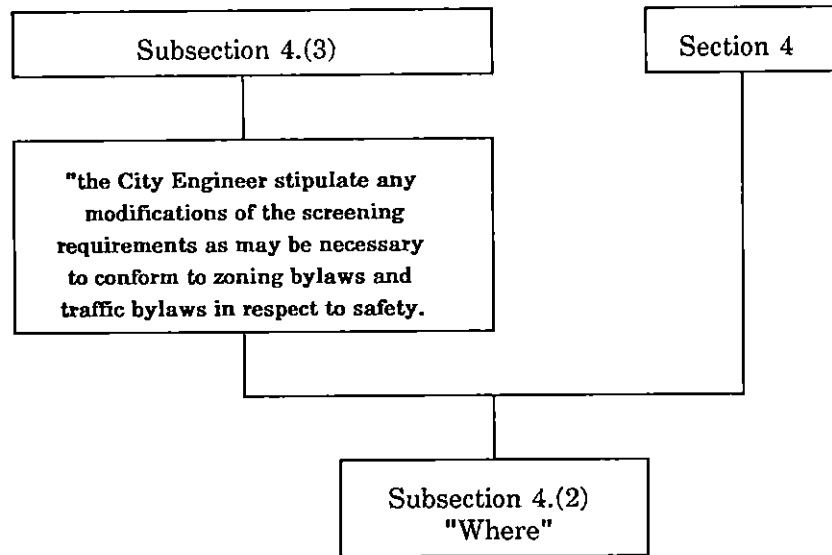 Subsection 4.(3)
Section 4
"the City Engineer stipulate any
modifications of the screening
requirements as may be necessary
to conform to zoning bylaws and
traffic bylaws in respect to safety.
Subsection 4.(2)
"Where"